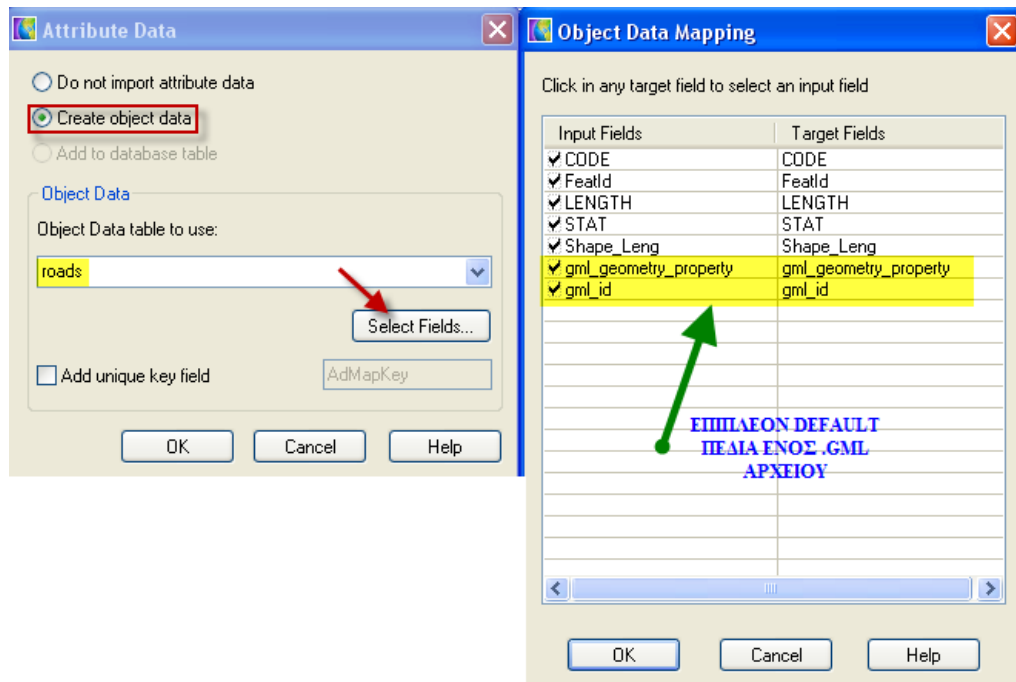 Attribute Data
Do not import attribute data
Create object data
Add to database table
Object Data
Object Data table to use:
roads
Select Fields...
Add unique key field
AdMapKey
OK
Cancel
Help
Object Data Mapping
Click in any target field to select an input field
Input Fields Target Fields
CODE CODE
FeatId FeatId
LENGTH LENGTH
STAT STAT
Shape_Leng Shape_Leng
gml_geometry_property gml_geometry_property
gml_id gml_id
ΕΠΙΠΛΕΟΝ DEFAULT
ΠΕΔΙΑ ΕΝΟΣ .GML
ΑΡΧΕΙΟΥ
OK
Cancel
Help